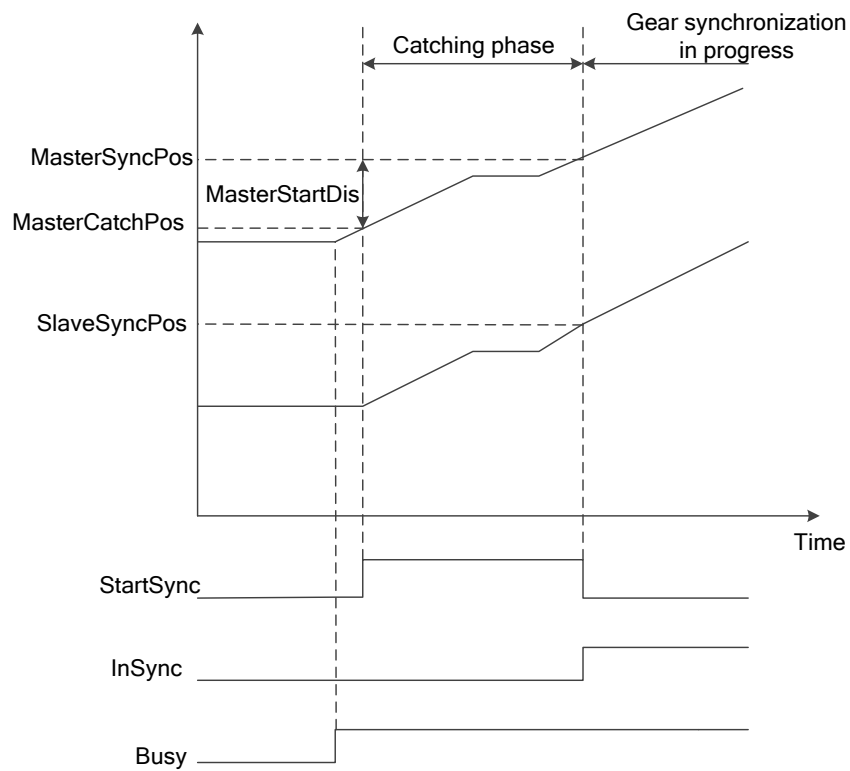 Catching phase
Gear synchronization
in progress
MasterSyncPos
MasterStartDis
MasterCatchPos
SlaveSyncPos
Time
StartSync
InSync
Busy